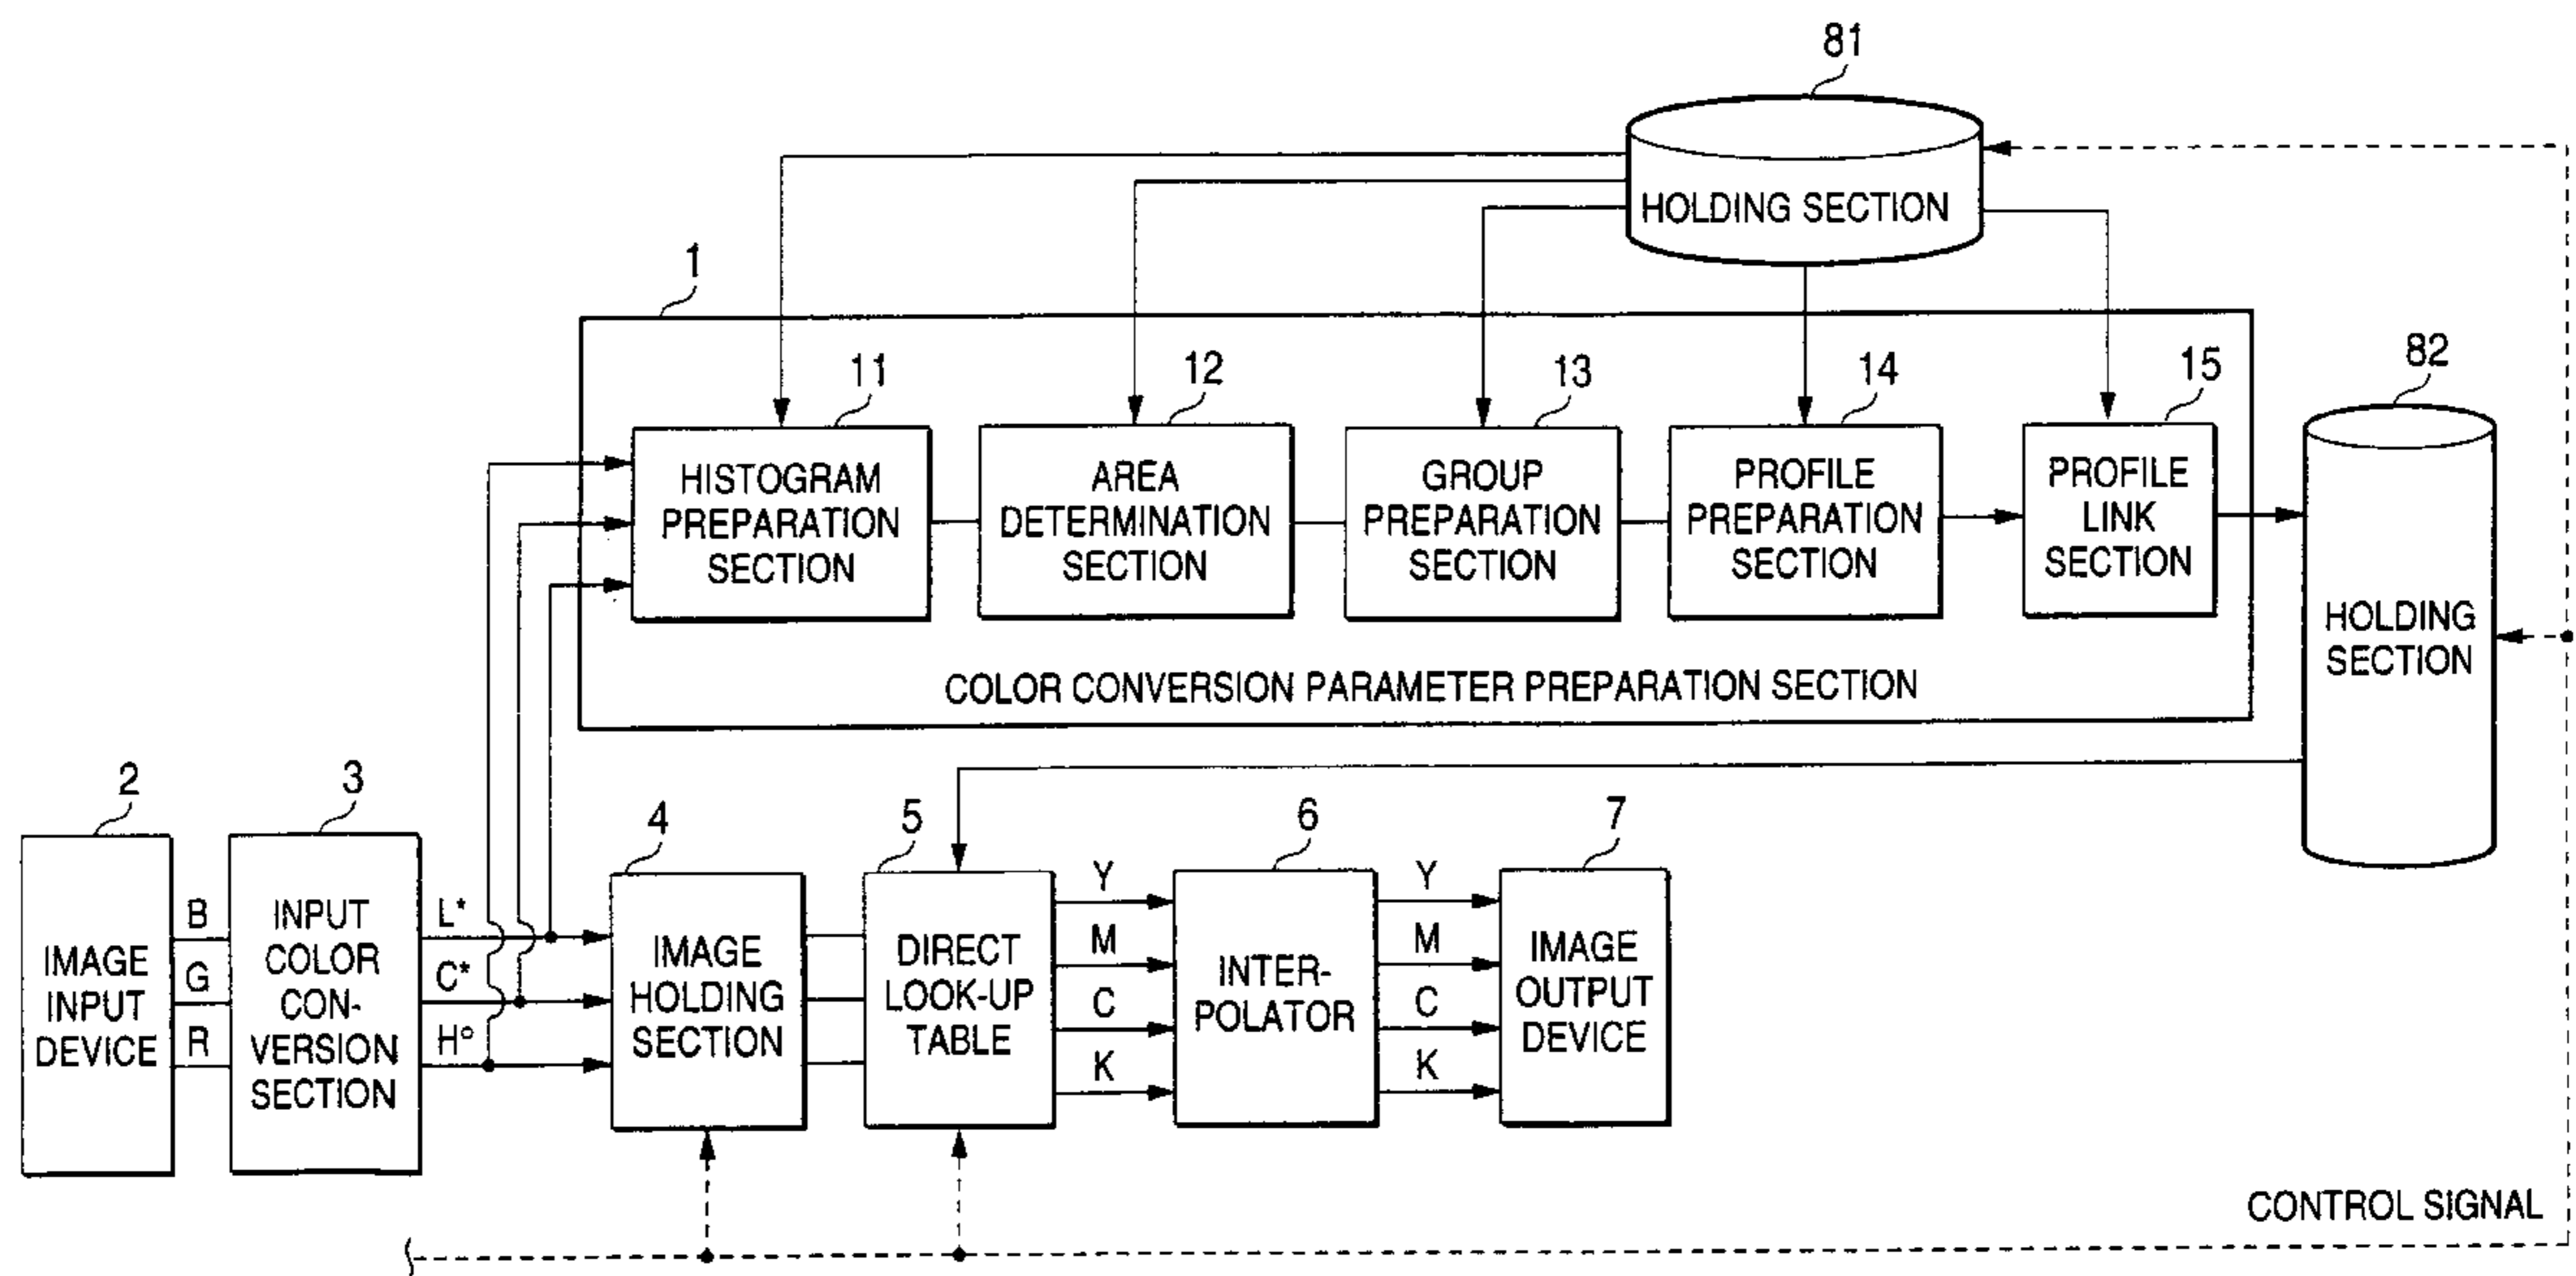 81
HOLDING SECTION
1
11
12
13
14
15
82
HISTOGRAM
PREPARATION
SECTION
AREA
DETERMINATION
SECTION
GROUP
PREPARATION
SECTION
PROFILE
PREPARATION
SECTION
PROFILE
LINK
SECTION
HOLDING
SECTION
COLOR CONVERSION PARAMETER PREPARATION SECTION
2
3
4
5
6
7
IMAGE
INPUT
DEVICE
B
G
R
INPUT
COLOR
CON-
VERSION
SECTION
L*
C*
H°
IMAGE
HOLDING
SECTION
DIRECT
LOOK-UP
TABLE
Y
M
C
K
INTER-
POLATOR
Y
M
C
K
IMAGE
OUTPUT
DEVICE
CONTROL SIGNAL